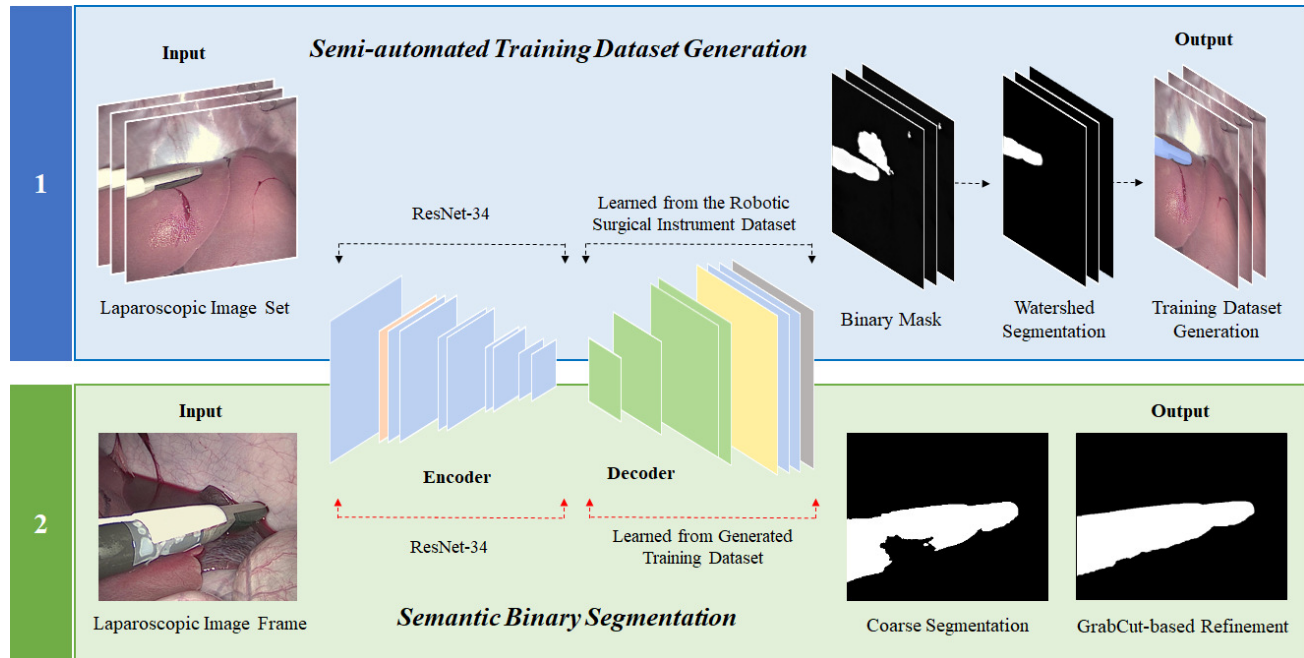 1
Semi-automated Training Dataset Generation
Input
Output
Laparoscopic Image Set
ResNet-34
Learned from the Robotic
Surgical Instrument Dataset
Binary Mask
Watershed
Segmentation
Training Dataset
Generation
2
Input
Output
Encoder
Decoder
ResNet-34
Learned from Generated
Training Dataset
Laparoscopic Image Frame
Semantic Binary Segmentation
Coarse Segmentation
GrabCut-based Refinement